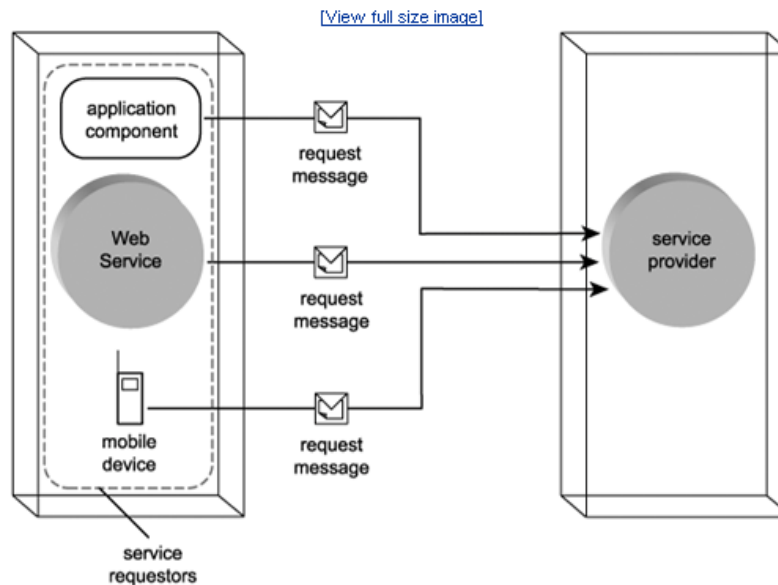 [View full size image]
application
component
request
message
Web
Service
request
message
service
provider
mobile
device
request
message
service
requestors